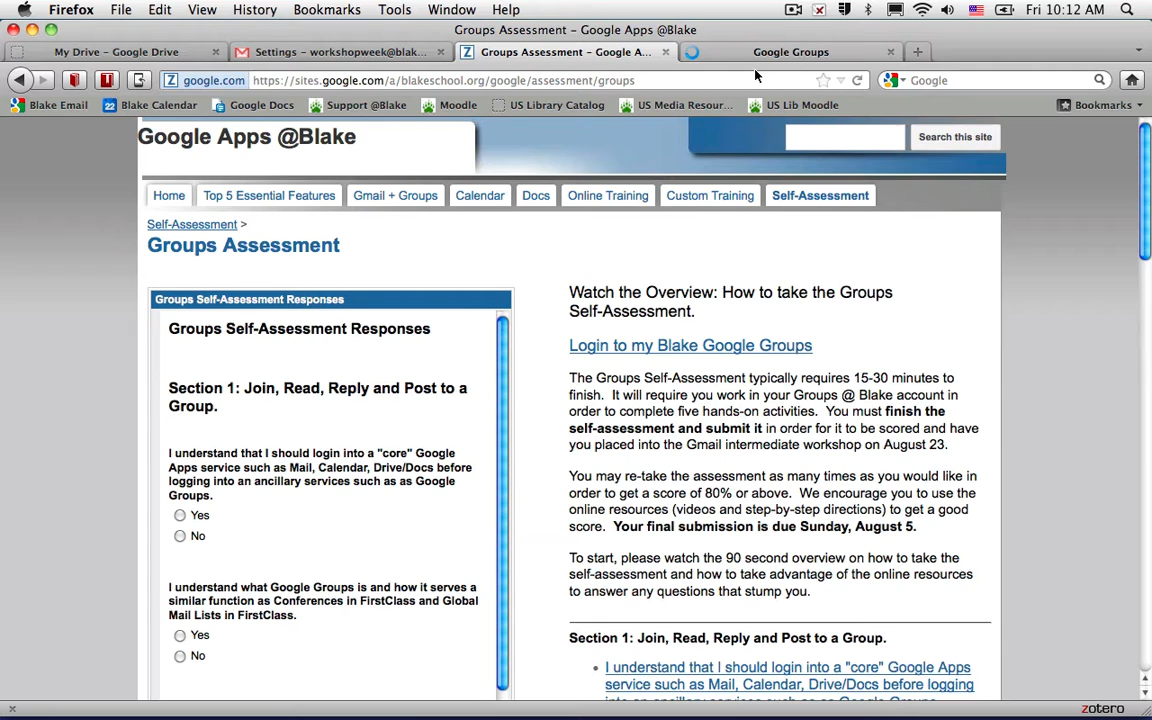 Firefox File Edit View History Bookmarks Tools Window Help Fri 10:12 AM
Groups Assessment – Google Apps @Blake
My Drive – Google Drive Settings – workshopweek@blak... Groups Assessment – Google A... Google Groups
google.com https://sites.google.com/a/blakeschool.org/google/assessment/groups Google
Blake Email Blake Calendar Google Docs Support @Blake Moodle US Library Catalog US Media Resour... US Lib Moodle Bookmarks
Google Apps @Blake
Search this site
Home Top 5 Essential Features Gmail + Groups Calendar Docs Online Training Custom Training Self-Assessment
Self-Assessment >
Groups Assessment
Groups Self-Assessment Responses
Groups Self-Assessment Responses
Section 1: Join, Read, Reply and Post to a
Group.
I understand that I should login into a "core" Google
Apps service such as Mail, Calendar, Drive/Docs before
logging into an ancillary services such as as Google
Groups.
Yes
No
I understand what Google Groups is and how it serves a
similar function as Conferences in FirstClass and Global
Mail Lists in FirstClass.
Yes
No
Watch the Overview: How to take the Groups
Self-Assessment.
Login to my Blake Google Groups
The Groups Self-Assessment typically requires 15-30 minutes to
finish. It will require you work in your Groups @ Blake account in
order to complete five hands-on activities. You must finish the
self-assessment and submit it in order for it to be scored and have
you placed into the Gmail intermediate workshop on August 23.
You may re-take the assessment as many times as you would like in
order to get a score of 80% or above. We encourage you to use the
online resources (videos and step-by-step directions) to get a good
score. Your final submission is due Sunday, August 5.
To start, please watch the 90 second overview on how to take the
self-assessment and how to take advantage of the online resources
to answer any questions that stump you.
Section 1: Join, Read, Reply and Post to a Group.
I understand that I should login into a "core" Google Apps
service such as Mail, Calendar, Drive/Docs before logging
zotero